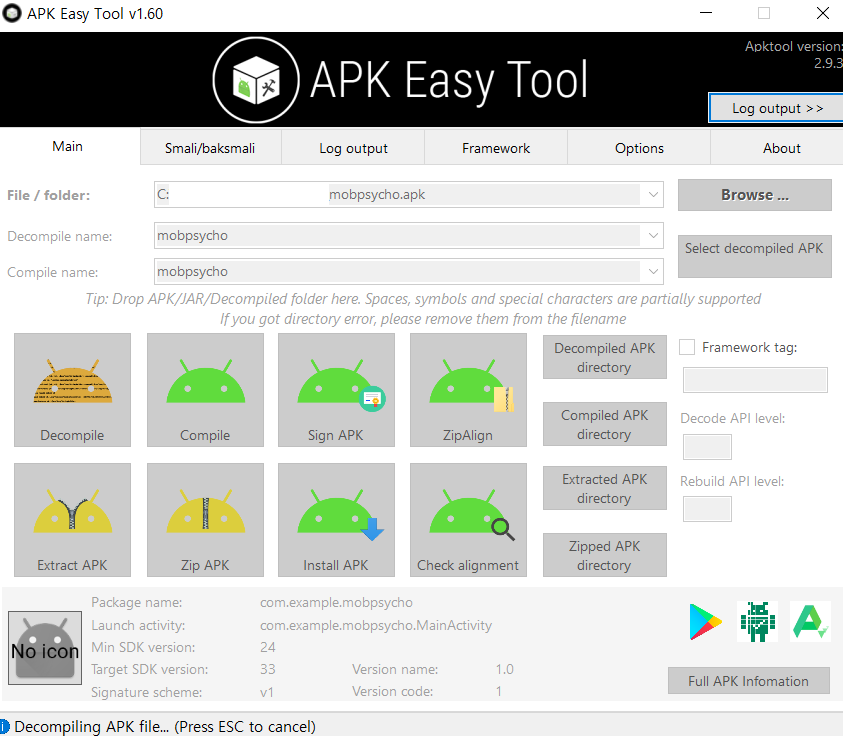 APK Easy Tool v1.60
Apktool version:
2.9.3
APK Easy Tool
Log output >>
Main Smali/baksmali Log output Framework Options About
File / folder: C: mobpsycho.apk Browse ...
Decompile name: mobpsycho
Select decompiled APK
Compile name: mobpsycho
Tip: Drop APK/JAR/Decompiled folder here. Spaces, symbols and special characters are partially supported
If you got directory error, please remove them from the filename
Decompile Compile Sign APK ZipAlign
Decompiled APK
directory
Framework tag:
Compiled APK
directory
Decode API level:
Extract APK Zip APK Install APK Check alignment
Extracted APK
directory
Rebuild API level:
Zipped APK
directory
No icon
Package name: com.example.mobpsycho
Launch activity: com.example.mobpsycho.MainActivity
Min SDK version: 24
Target SDK version: 33 Version name: 1.0
Signature scheme: v1 Version code: 1
Full APK Infomation
Decompiling APK file... (Press ESC to cancel)